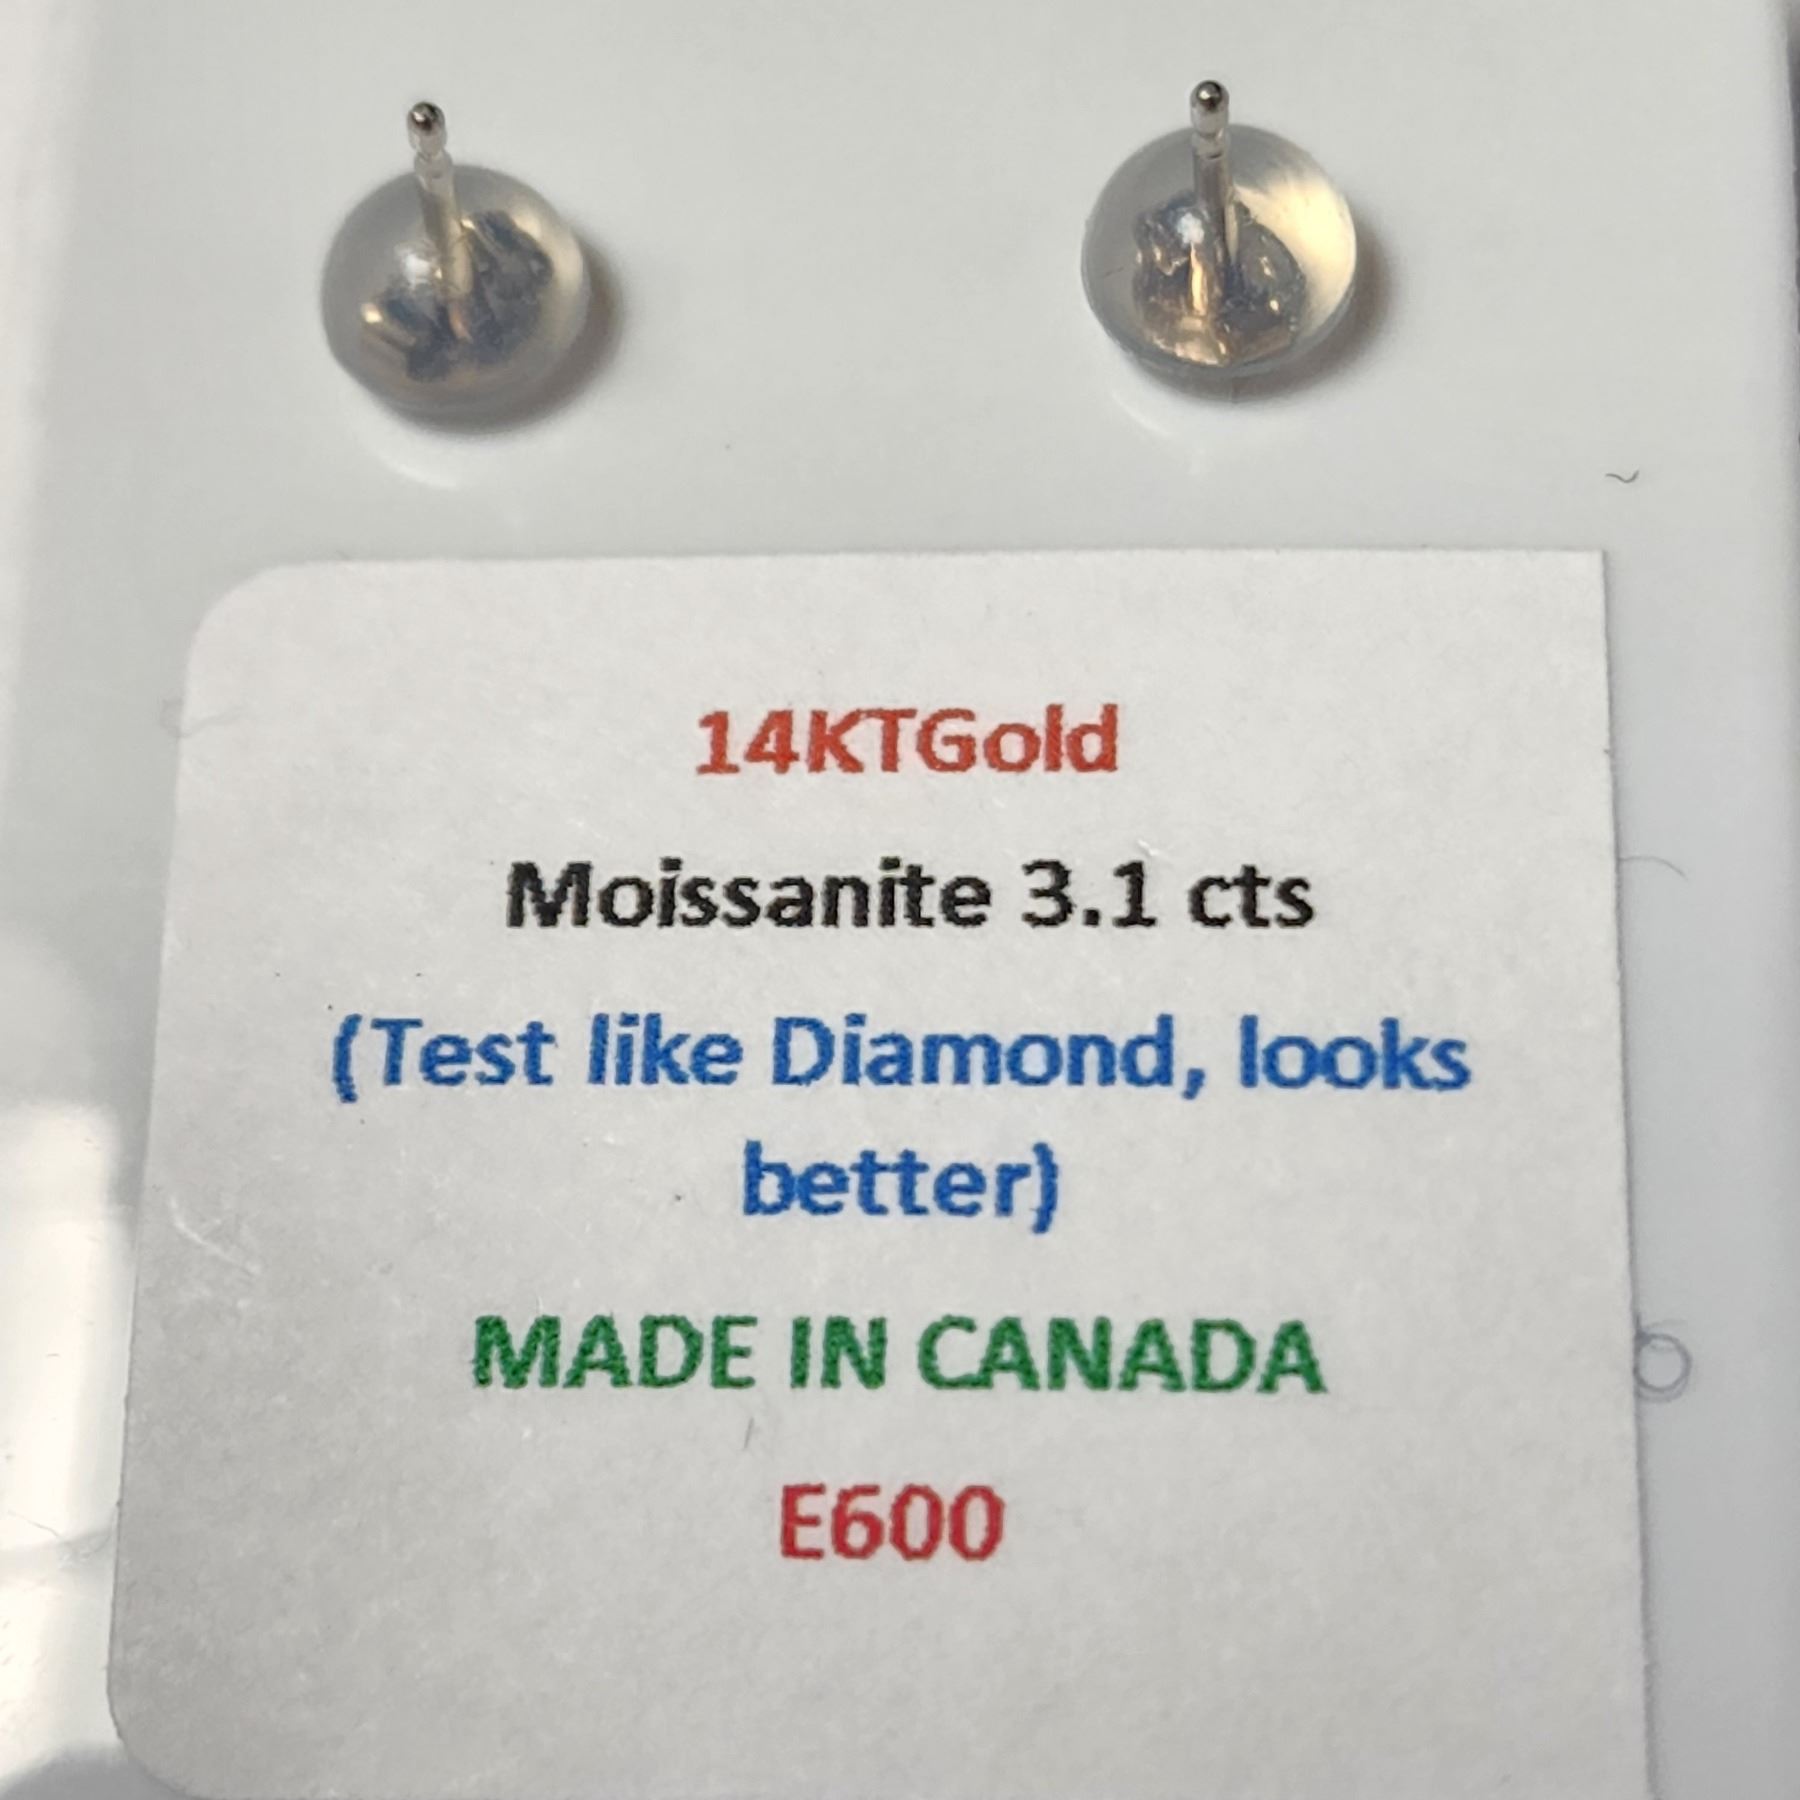 14KTGold
Moissanite 3.1 cts
(Test like Diamond, looks
better)
MADE IN CANADA
E600